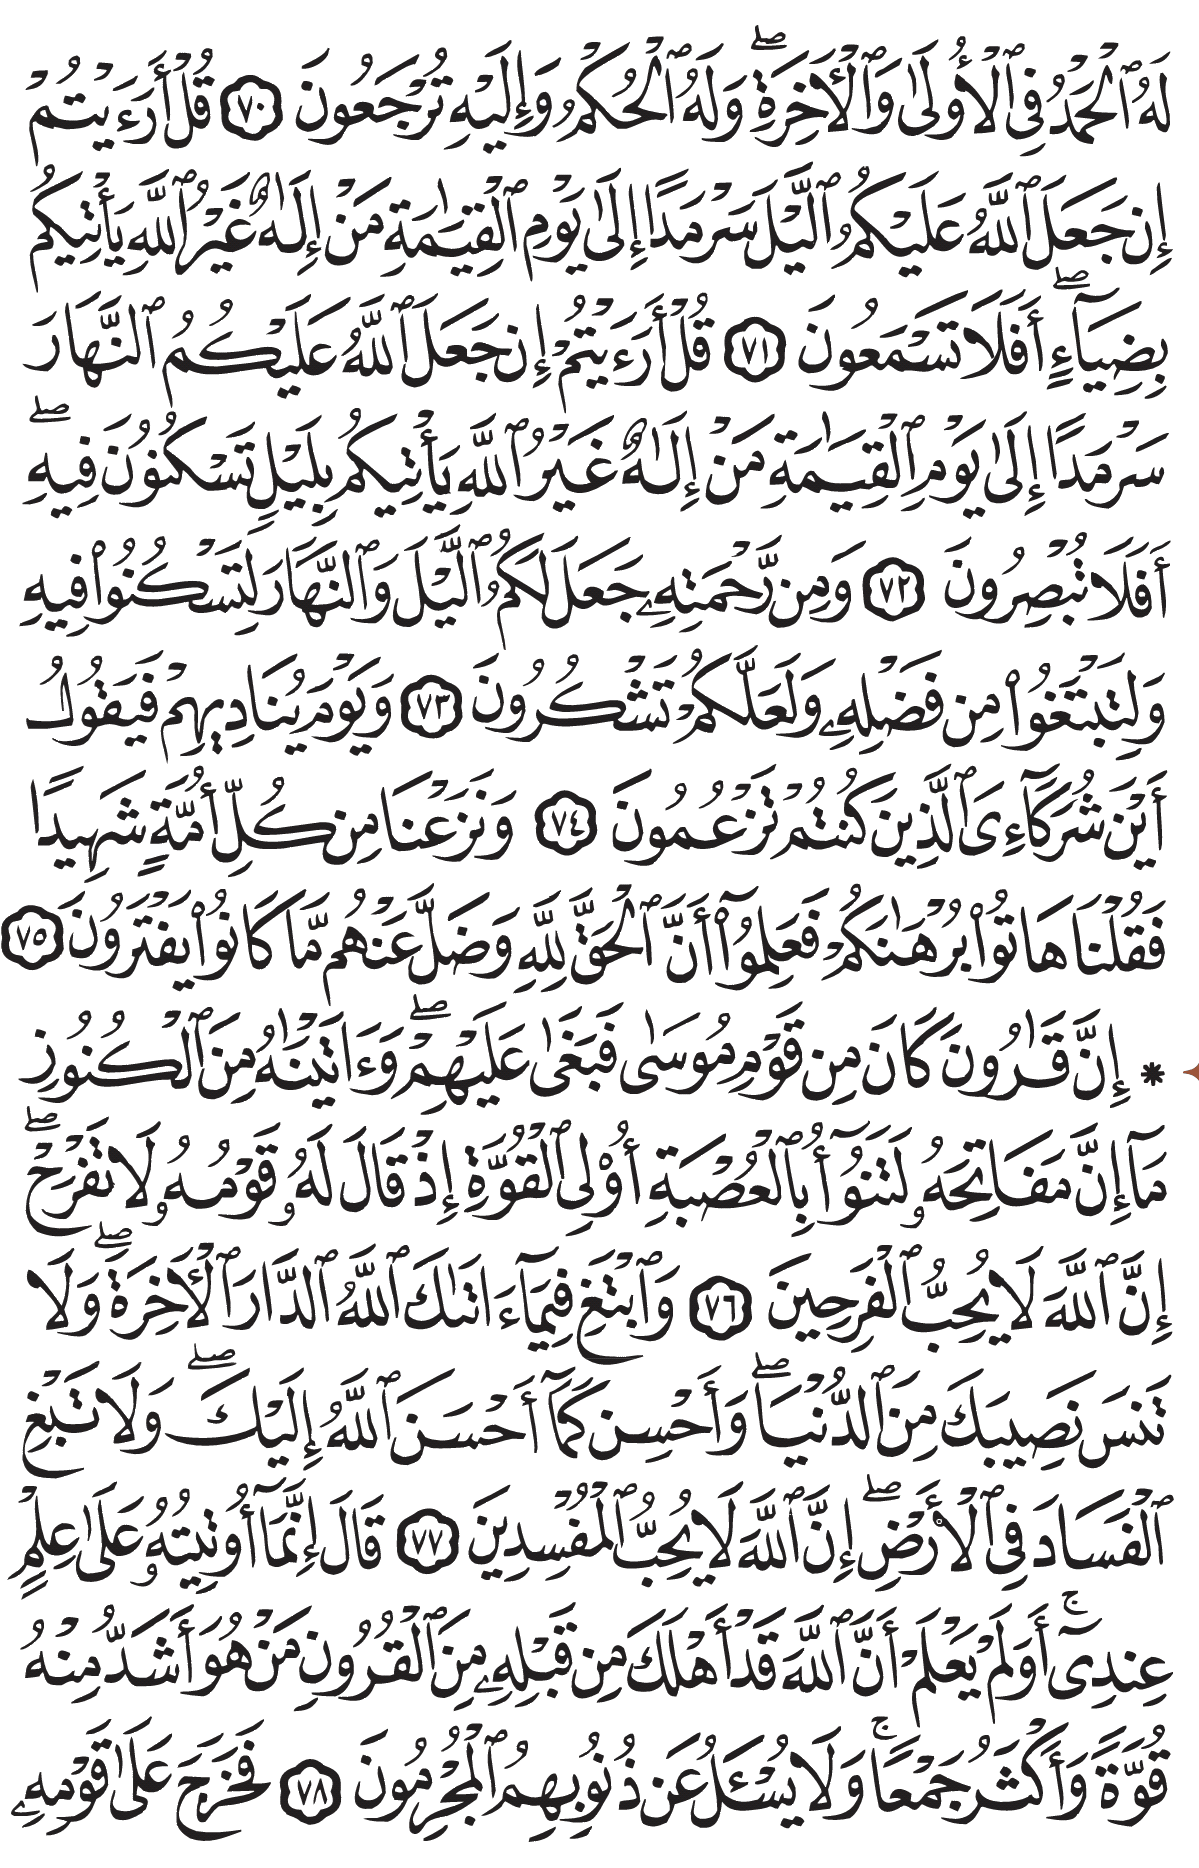 لَهُ ٱلْحَمْدُ فِى ٱلْأُولَىٰ وَٱلْأَخِرَةِ ۖ وَلَهُ ٱلْحُكْمُ وَإِلَيْهِ تُرْجَعُونَ ٧٠ قُلْ أَرَءَيْتُمْ
إِن جَعَلَ ٱللَّهُ عَلَيْكُمُ ٱلَّيْلَ سَرْمَدًا إِلَىٰ يَوْمِ ٱلْقِيَٰمَةِ مَنْ إِلَٰهٌ غَيْرُ ٱللَّهِ يَأْتِيكُم
بِضِيَآءٍ ۖ أَفَلَا تَسْمَعُونَ ٧١ قُلْ أَرَءَيْتُمْ إِن جَعَلَ ٱللَّهُ عَلَيْكُمُ ٱلنَّهَارَ
سَرْمَدًا إِلَىٰ يَوْمِ ٱلْقِيَٰمَةِ مَنْ إِلَٰهٌ غَيْرُ ٱللَّهِ يَأْتِيكُم بِلَيْلٍ تَسْكُنُونَ فِيهِ ۖ
أَفَلَا تُبْصِرُونَ ٧٢ وَمِن رَّحْمَتِهِۦ جَعَلَ لَكُمُ ٱلَّيْلَ وَٱلنَّهَارَ لِتَسْكُنُوا۟ فِيهِ
وَلِتَبْتَغُوا۟ مِن فَضْلِهِۦ وَلَعَلَّكُمْ تَشْكُرُونَ ٧٣ وَيَوْمَ يُنَادِيهِمْ فَيَقُولُ
أَيْنَ شُرَكَآءِىَ ٱلَّذِينَ كُنتُمْ تَزْعُمُونَ ٧٤ وَنَزَعْنَا مِن كُلِّ أُمَّةٍ شَهِيدًا
فَقُلْنَا هَاتُوا۟ بُرْهَٰنَكُمْ فَعَلِمُوٓا۟ أَنَّ ٱلْحَقَّ لِلَّهِ وَضَلَّ عَنْهُم مَّا كَانُوا۟ يَفْتَرُونَ ٧٥
* إِنَّ قَٰرُونَ كَانَ مِن قَوْمِ مُوسَىٰ فَبَغَىٰ عَلَيْهِمْ ۖ وَءَاتَيْنَٰهُ مِنَ ٱلْكُنُوزِ
مَآ إِنَّ مَفَاتِحَهُۥ لَتَنُوٓأُ بِٱلْعُصْبَةِ أُو۟لِى ٱلْقُوَّةِ إِذْ قَالَ لَهُۥ قَوْمُهُۥ لَا تَفْرَحْ ۖ
إِنَّ ٱللَّهَ لَا يُحِبُّ ٱلْفَرِحِينَ ٧٦ وَٱبْتَغِ فِيمَآ ءَاتَىٰكَ ٱللَّهُ ٱلدَّارَ ٱلْأَخِرَةَ ۖ وَلَا
تَنسَ نَصِيبَكَ مِنَ ٱلدُّنْيَا ۖ وَأَحْسِن كَمَآ أَحْسَنَ ٱللَّهُ إِلَيْكَ ۖ وَلَا تَبْغِ
ٱلْفَسَادَ فِى ٱلْأَرْضِ ۖ إِنَّ ٱللَّهَ لَا يُحِبُّ ٱلْمُفْسِدِينَ ٧٧ قَالَ إِنَّمَآ أُوتِيتُهُۥ عَلَىٰ عِلْمٍ
عِندِىٓ ۚ أَوَلَمْ يَعْلَمْ أَنَّ ٱللَّهَ قَدْ أَهْلَكَ مِن قَبْلِهِۦ مِنَ ٱلْقُرُونِ مَنْ هُوَ أَشَدُّ مِنْهُ
قُوَّةً وَأَكْثَرُ جَمْعًا ۚ وَلَا يُسْـَٔلُ عَن ذُنُوبِهِمُ ٱلْمُجْرِمُونَ ٧٨ فَخَرَجَ عَلَىٰ قَوْمِهِۦ